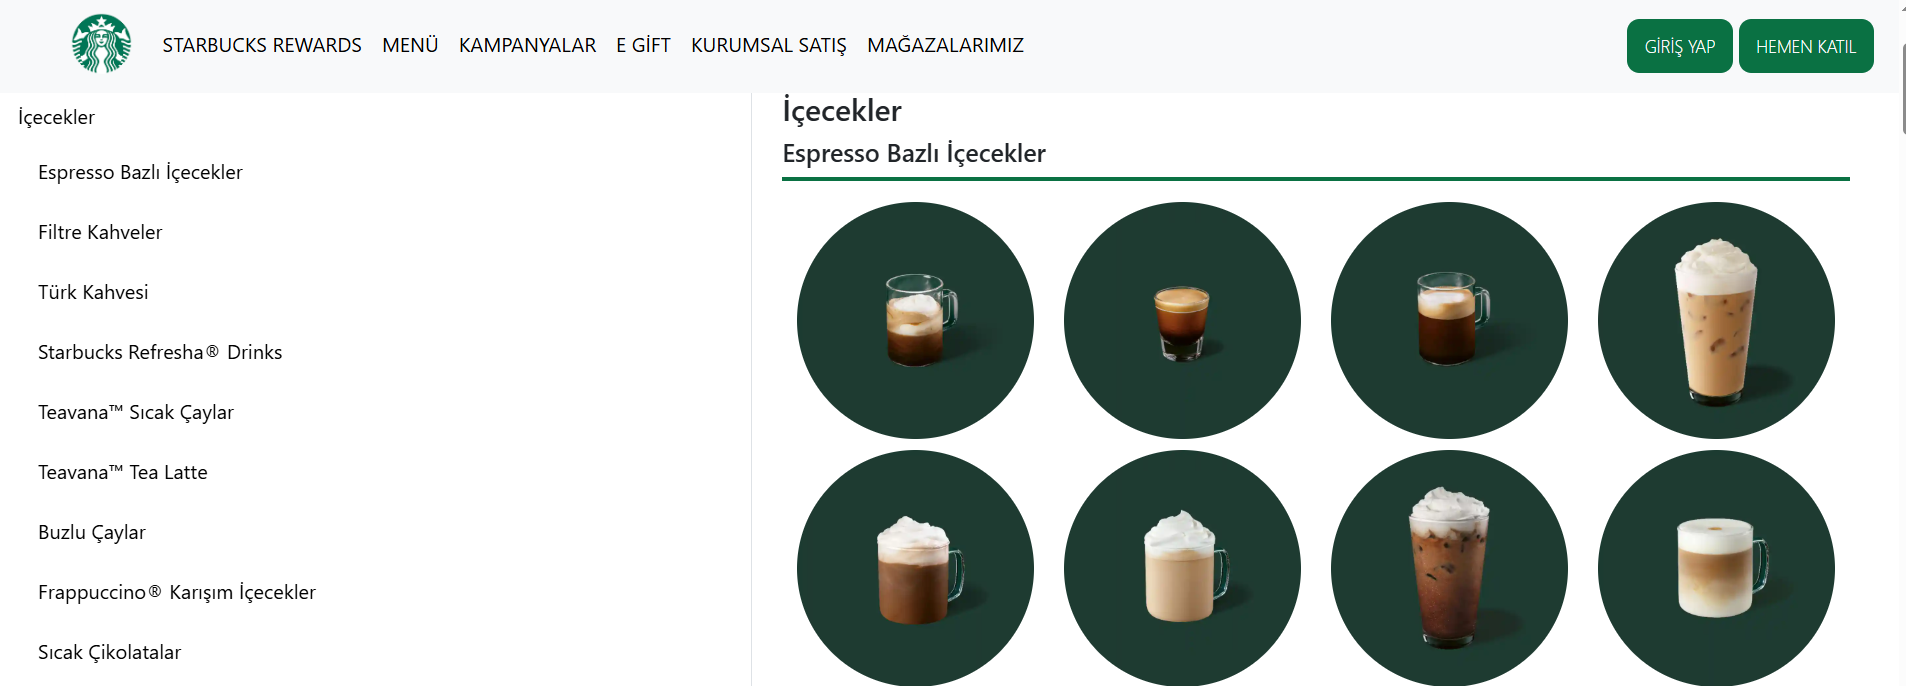 STARBUCKS REWARDS MENÜ KAMPANYALAR E GİFT KURUMSAL SATIŞ MAĞAZALARIMIZ GİRİŞ YAP HEMEN KATIL
İçecekler
Espresso Bazlı İçecekler
Filtre Kahveler
Türk Kahvesi
Starbucks Refresha® Drinks
Teavana™ Sıcak Çaylar
Teavana™ Tea Latte
Buzlu Çaylar
Frappuccino® Karışım İçecekler
Sıcak Çikolatalar
İçecekler
Espresso Bazlı İçecekler